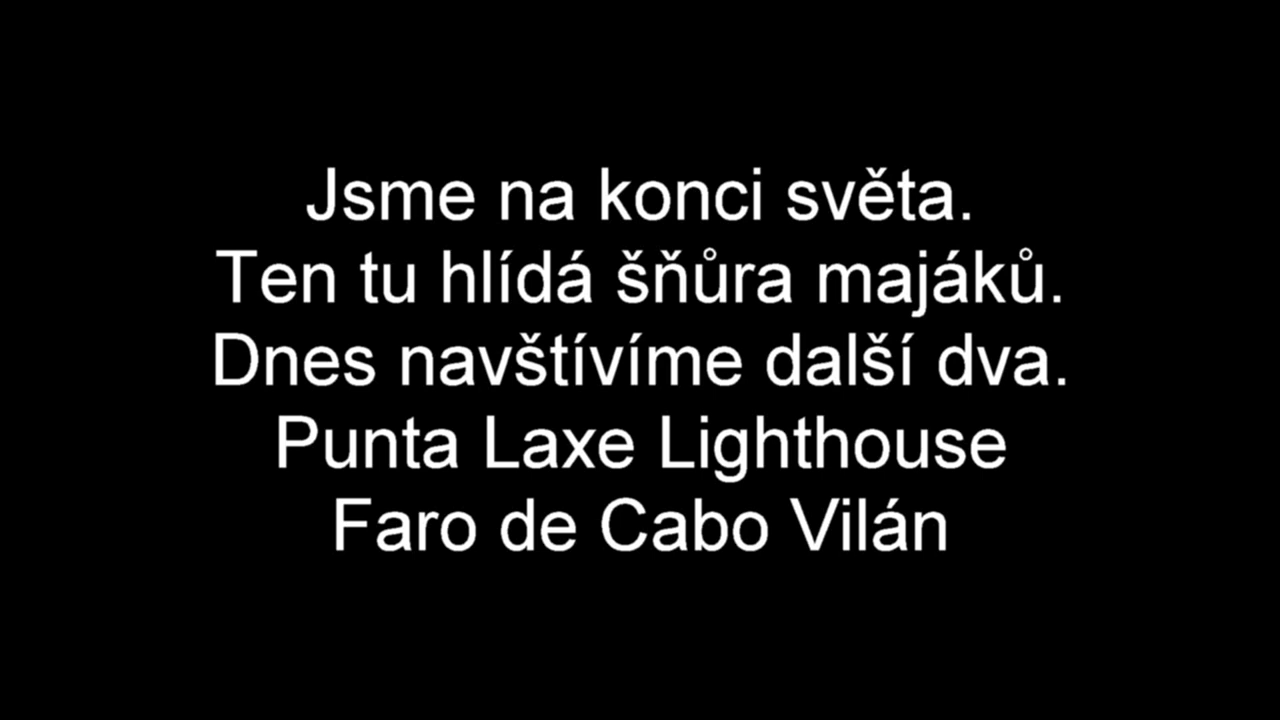 Jsme na konci světa.
Ten tu hlídá šňůra majáků.
Dnes navštívíme další dva.
Punta Laxe Lighthouse
Faro de Cabo Vilán